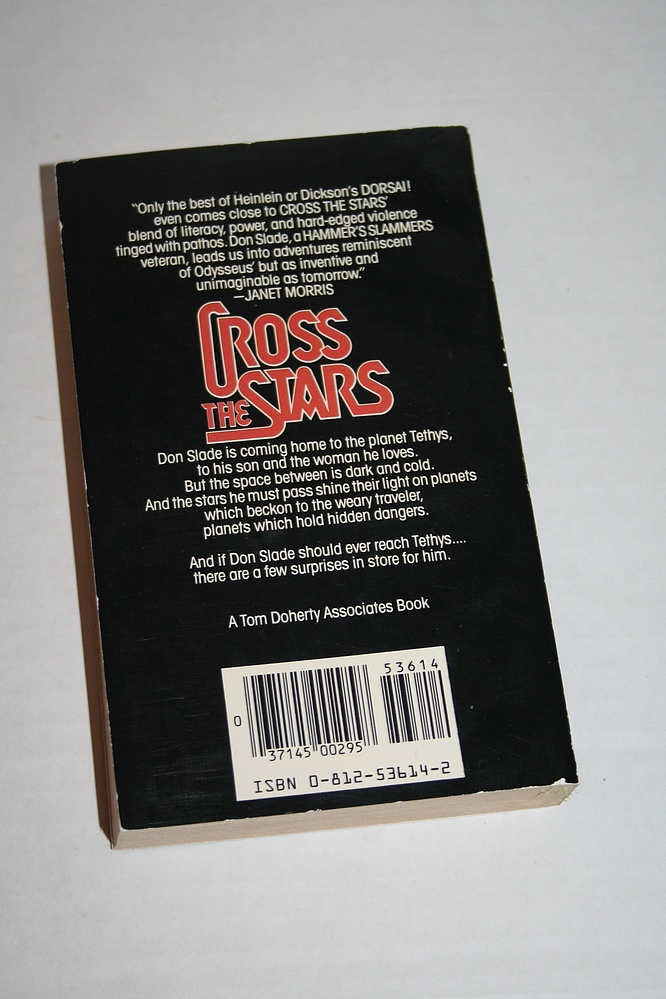 "Only the best of Heinlein or Dickson's DORSAI!
even comes close to CROSS THE STARS'
blend of literacy, power, and hard-edged violence
tinged with pathos. Don Slade, a HAMMER'S SLAMMERS
veteran, leads us into adventures reminiscent
of Odysseus' but as inventive and
unimaginable as tomorrow."
—JANET MORRIS
CROSS
THE STARS
Don Slade is coming home to the planet Tethys,
to his son and the woman he loves.
But the space between is dark and cold.
And the stars he must pass shine their light on planets
which beckon to the weary traveler,
planets which hold hidden dangers.
And if Don Slade should ever reach Tethys....
there are a few surprises in store for him.
A Tom Doherty Associates Book
53614
0
37145 00295
ISBN 0-812-53614-2